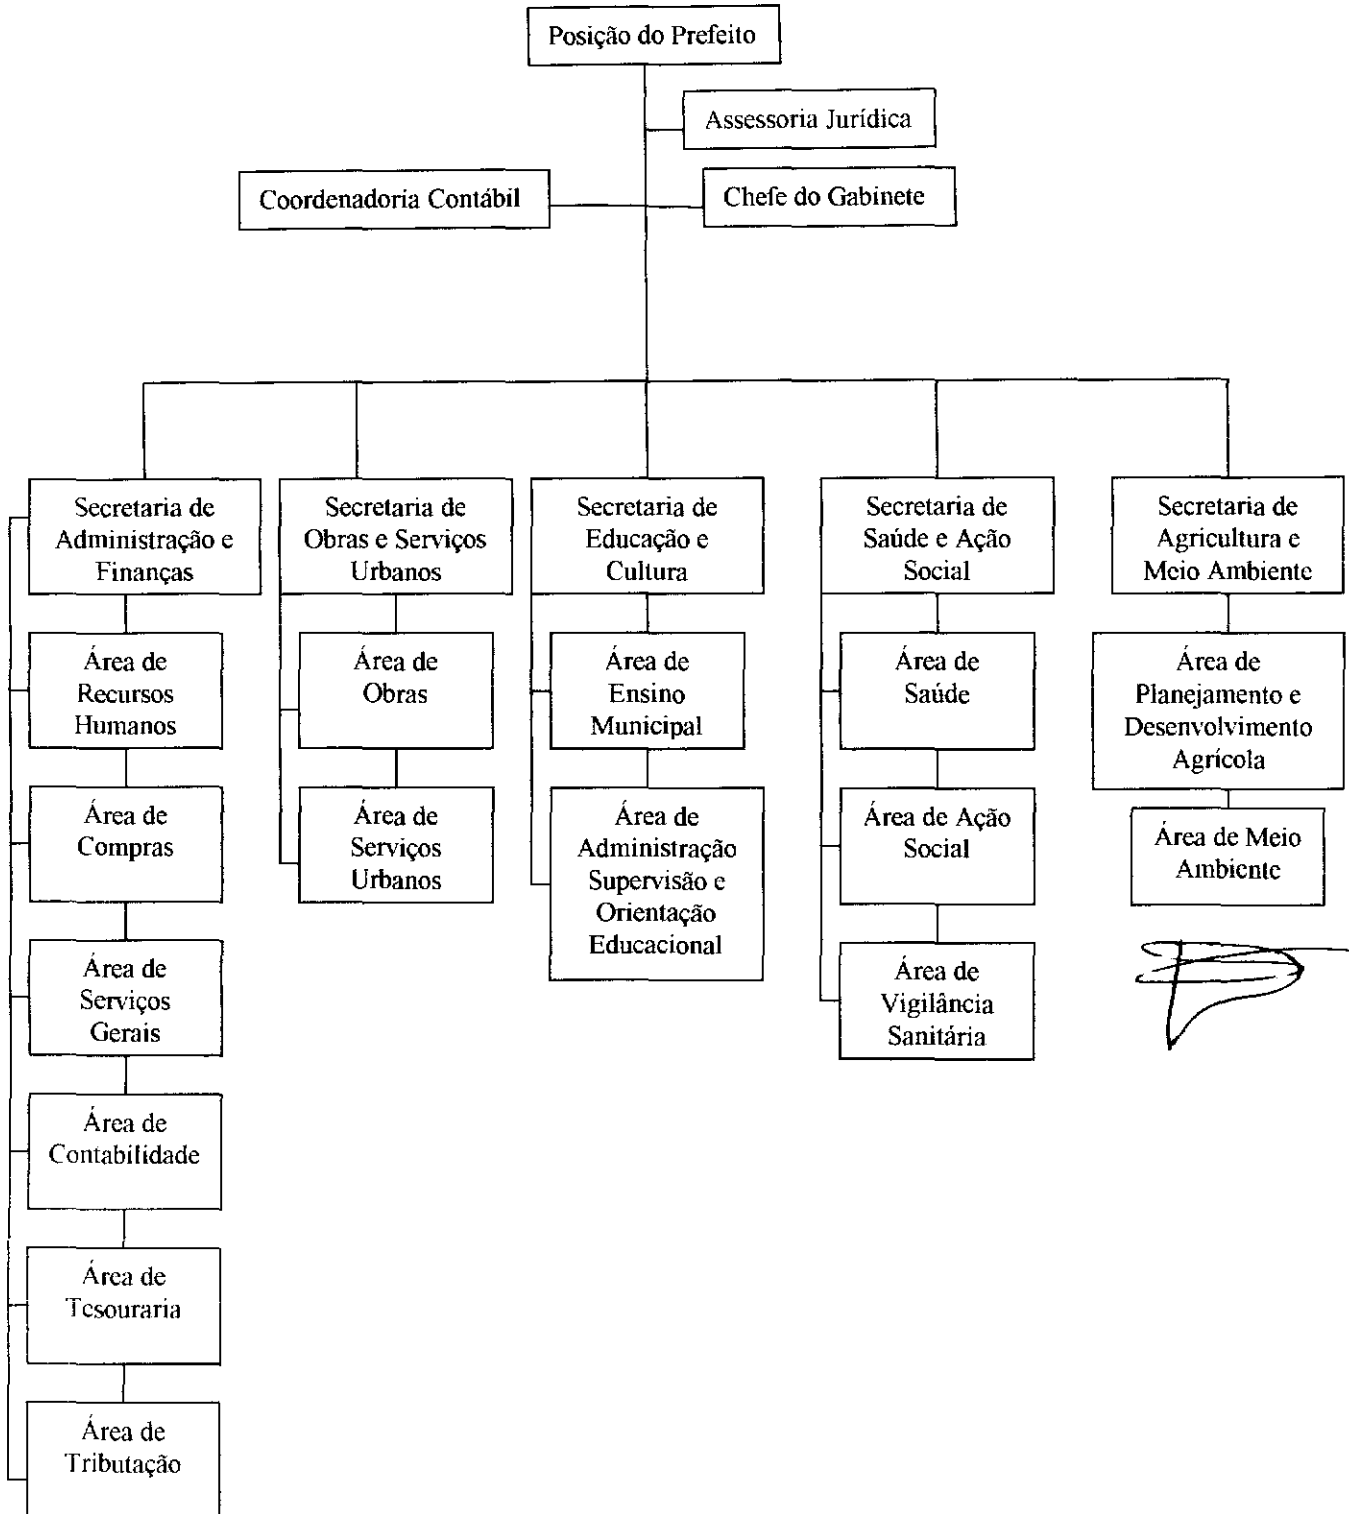 Posição do Prefeito
Assessoria Jurídica
Coordenadoria Contábil
Chefe do Gabinete
Secretaria de
Administração e
Finanças
Secretaria de
Obras e Serviços
Urbanos
Secretaria de
Educação e
Cultura
Secretaria de
Saúde e Ação
Social
Secretaria de
Agricultura e
Meio Ambiente
Área de
Recursos
Humanos
Área de
Obras
Área de
Ensino
Municipal
Área de
Saúde
Área de
Planejamento e
Desenvolvimento
Agrícola
Área de
Compras
Área de
Serviços
Urbanos
Área de
Administração
Supervisão e
Orientação
Educacional
Área de Ação
Social
Área de Meio
Ambiente
Área de
Serviços
Gerais
Área de
Vigilância
Sanitária
Área de
Contabilidade
Área de
Tesouraria
Área de
Tributação